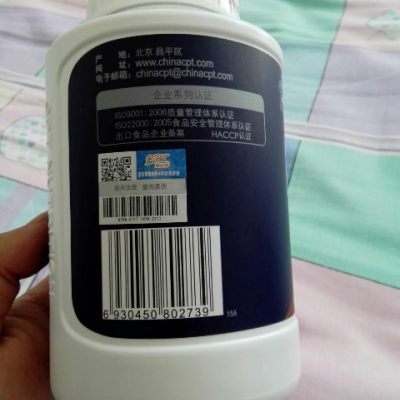 产 地：北京 昌平区
网 址：www.chinacpt.com
电子邮箱：chinacpt@chinacpt.com
企业系列认证
ISO9001:2008质量管理体系认证
ISO22000:2005食品安全管理体系认证
出口食品企业备案 HACCP认证
6 930450 802739
15A